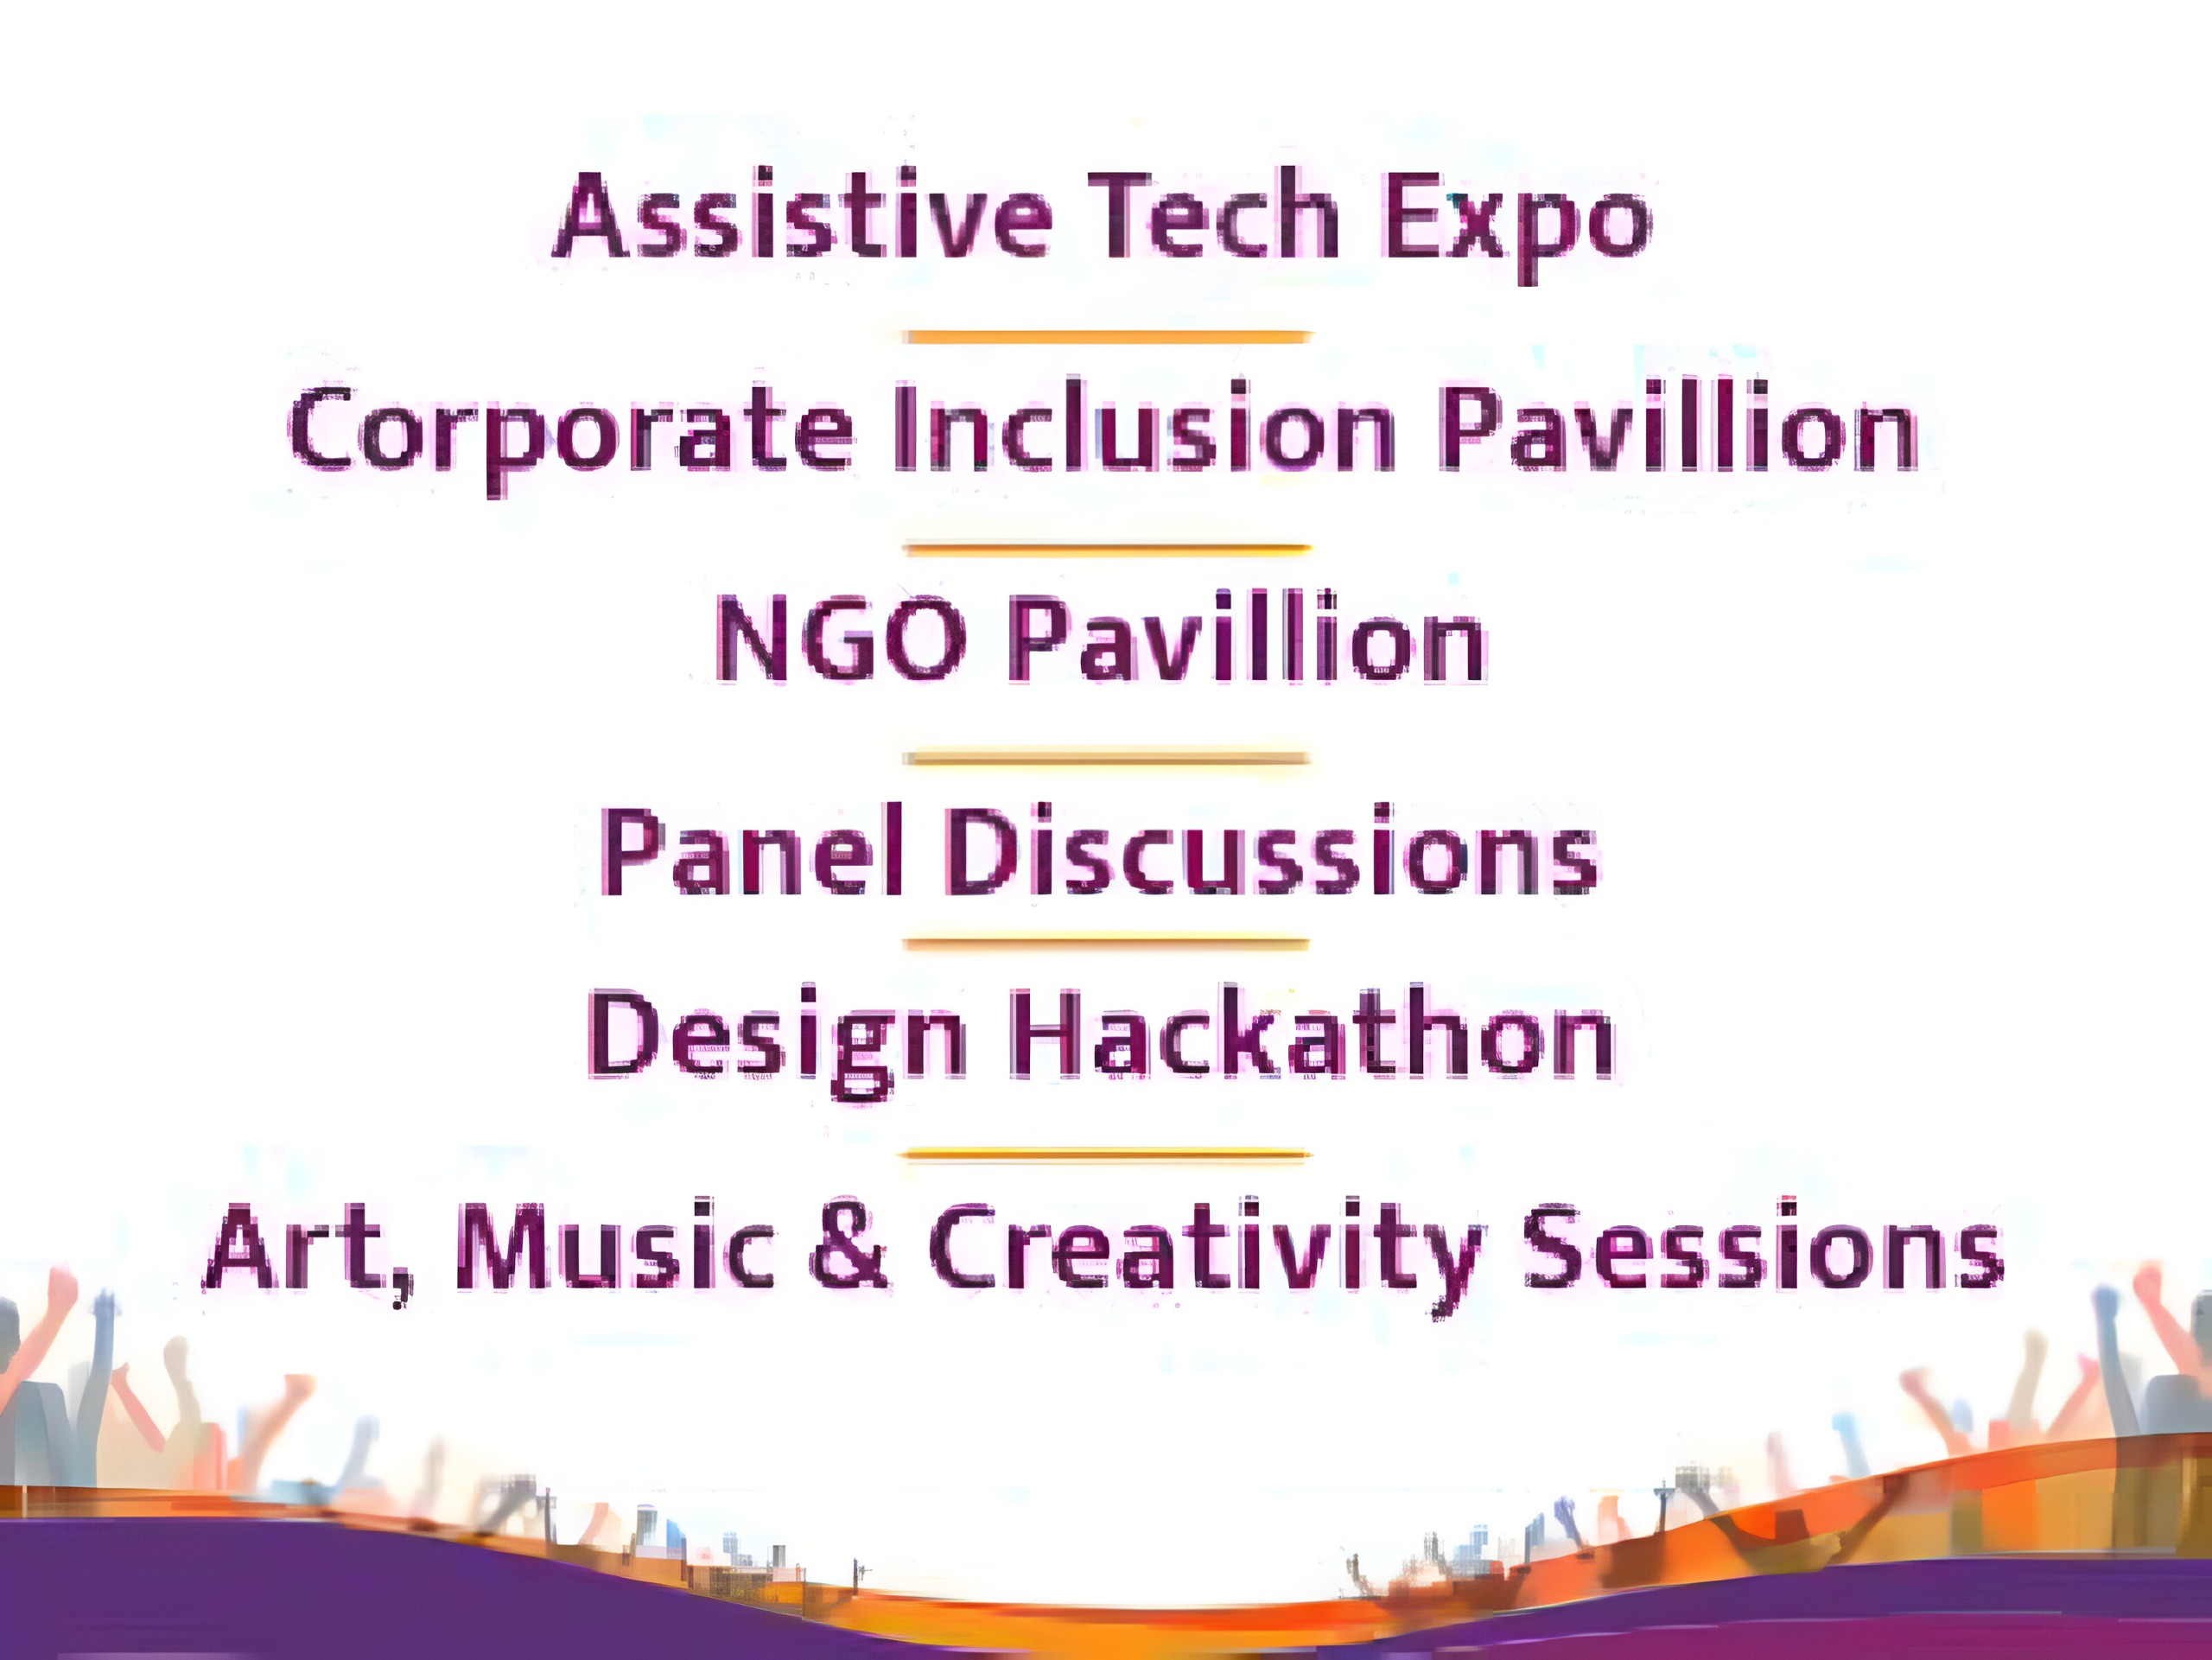 Assistive Tech Expo
Corporate Inclusion Pavillion
NGO Pavillion
Panel Discussions
Design Hackathon
Art, Music & Creativity Sessions